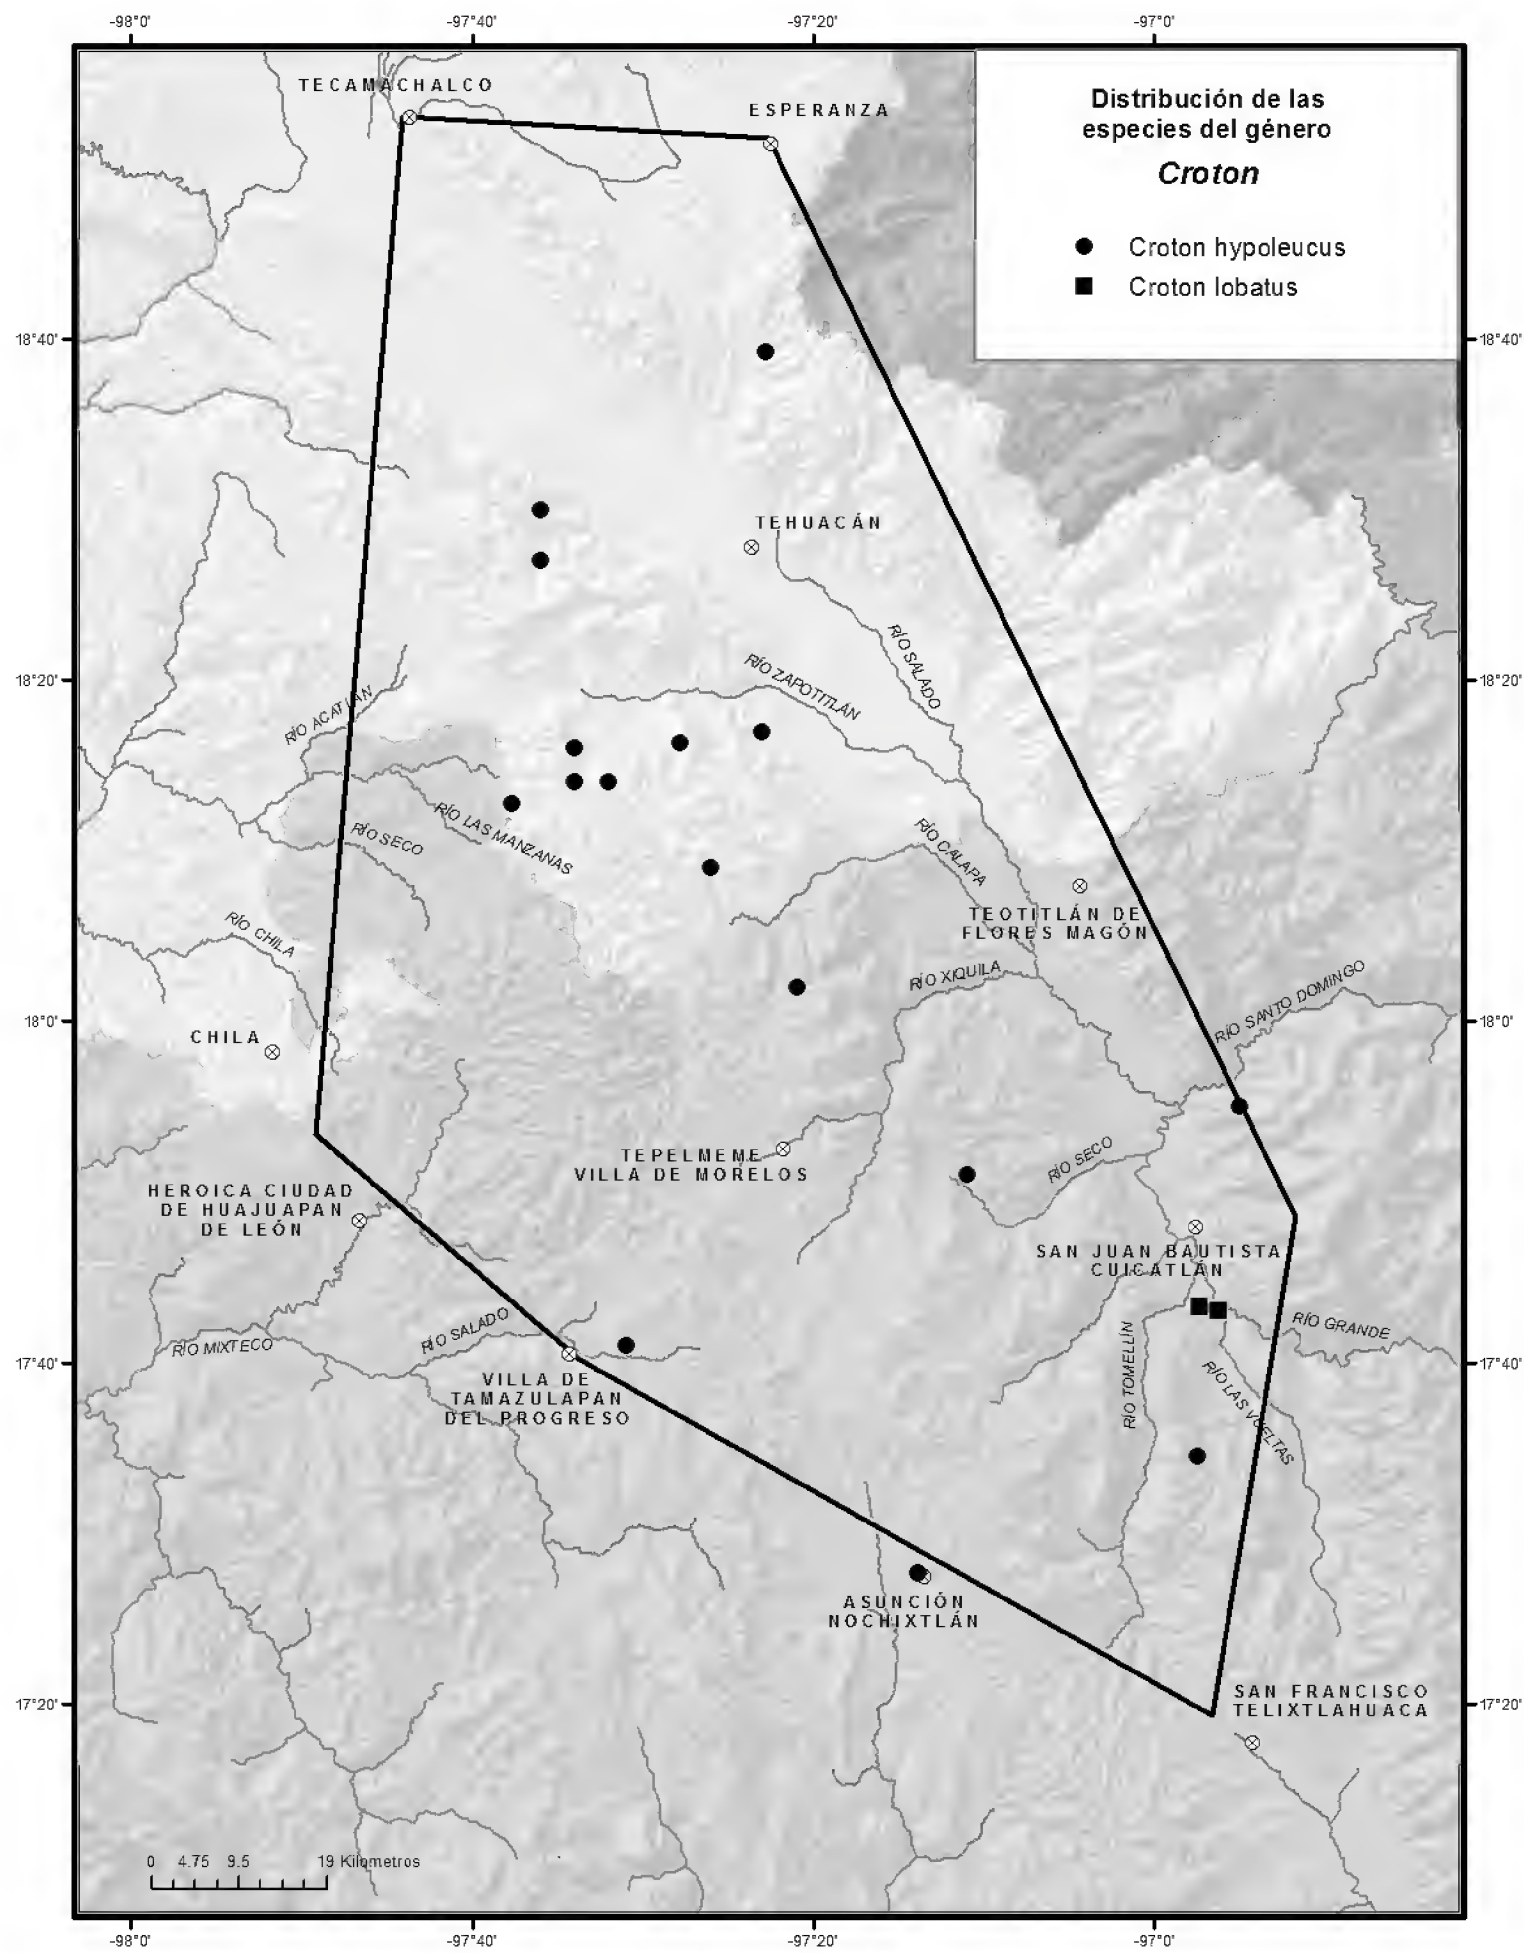 -98°0'
-97°40'
-97°20'
-97°0'
TECAMACHALCO
ESPERANZA
Distribución de las
especies del género
Croton
Croton hypoleucus
Croton lobatus
18°40'
18°40'
TEHUACÁN
RÍO SALADO
RÍO ZAPOTITLÁN
18°20'
18°20'
RÍO ACATLÁN
RÍO LAS MANZANAS
RÍO SECO
RÍO CALAPA
TEOTITLÁN DE
FLORES MAGÓN
RÍO CHILA
RÍO XIQUILA
RÍO SANTO DOMINGO
18°0'
18°0'
CHILA
TEPELMEME
VILLA DE MORELOS
RÍO SECO
HEROICA CIUDAD
DE HUAJUAPAN
DE LEÓN
SAN JUAN BAUTISTA
CUICATLÁN
RÍO MIXTECO
RÍO SALADO
RÍO GRANDE
17°40'
17°40'
VILLA DE
TAMAZULAPAN
DEL PROGRESO
RÍO TOMELLÍN
RÍO LAS VUELTAS
ASUNCIÓN
NOCHIXTLÁN
17°20'
17°20'
SAN FRANCISCO
TELIXTLAHUACA
0 4.75 9.5 19 Kilometros
-98°0'
-97°40'
-97°20'
-97°0'